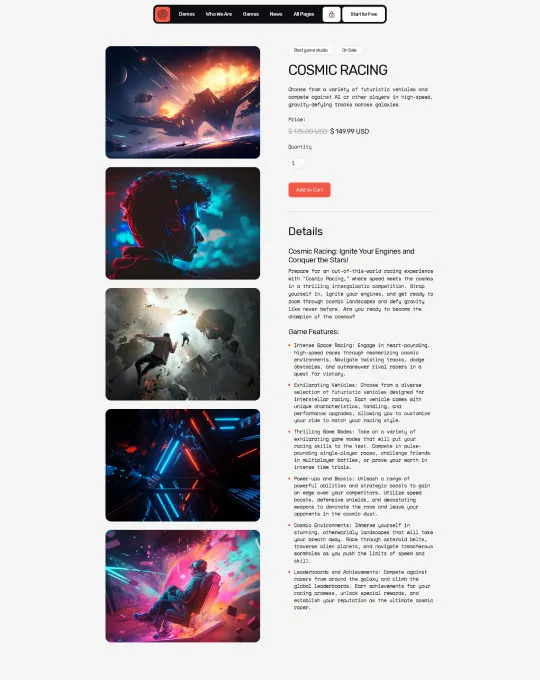 Demos Who We Are Games News All Pages Start for Free
Best game studio On Sale
COSMIC RACING
Choose from a variety of futuristic vehicles and
compete against AI or other players in high-speed,
gravity-defying tracks across galaxies.
Price:
$ 175.00 USD $ 149.99 USD
Quantity
1
Add to Cart
Details
Cosmic Racing: Ignite Your Engines and
Conquer the Stars!
Prepare for an out-of-this-world racing experience
with "Cosmic Racing," where speed meets the cosmos
in a thrilling intergalactic competition. Strap
yourself in, ignite your engines, and get ready to
zoom through cosmic landscapes and defy gravity
like never before. Are you ready to become the
champion of the cosmos?
Game Features:
Intense Space Racing: Engage in heart-pounding,
high-speed races through mesmerizing cosmic
environments. Navigate twisting tracks, dodge
obstacles, and outmaneuver rival racers in a
quest for victory.
Exhilarating Vehicles: Choose from a diverse
selection of futuristic vehicles designed for
interstellar racing. Each vehicle comes with
unique characteristics, handling, and
performance upgrades, allowing you to customize
your ride to match your racing style.
Thrilling Game Modes: Take on a variety of
exhilarating game modes that will put your
racing skills to the test. Compete in pulse-
pounding single-player races, challenge friends
in multiplayer battles, or prove your worth in
intense time trials.
Power-ups and Boosts: Unleash a range of
powerful abilities and strategic boosts to gain
an edge over your competitors. Utilize speed
boosts, defensive shields, and devastating
weapons to dominate the race and leave your
opponents in the cosmic dust.
Cosmic Environments: Immerse yourself in
stunning, otherworldly landscapes that will take
your breath away. Race through asteroid belts,
traverse alien planets, and navigate treacherous
wormholes as you push the limits of speed and
skill.
Leaderboards and Achievements: Compete against
racers from around the galaxy and climb the
global leaderboards. Earn achievements for your
racing prowess, unlock special rewards, and
establish your reputation as the ultimate cosmic
racer.